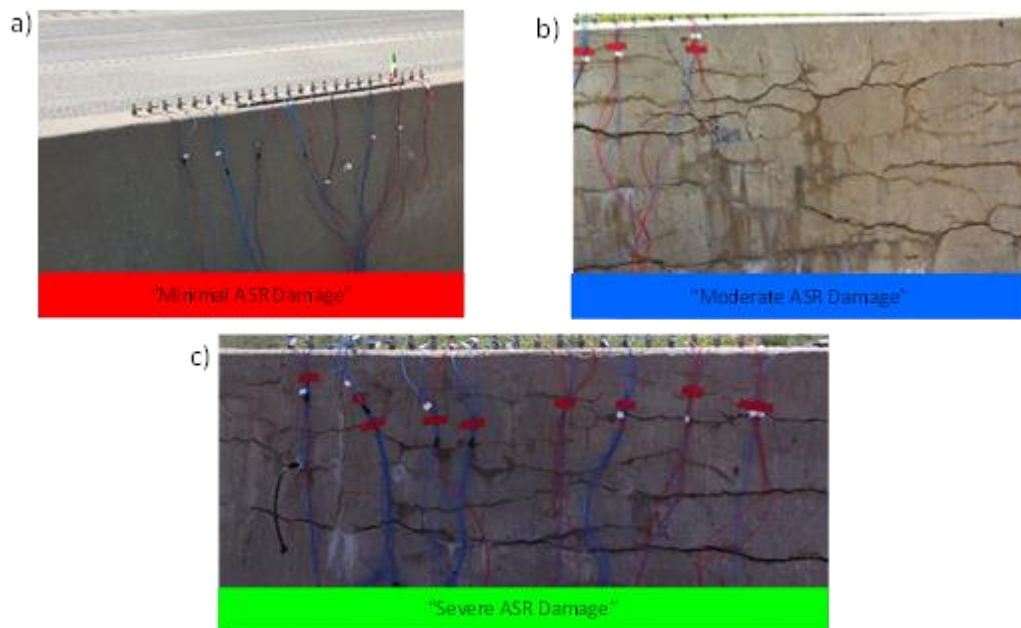 a)
"Minimal ASR Damage"
b)
"Moderate ASR Damage"
c)
"Severe ASR Damage"